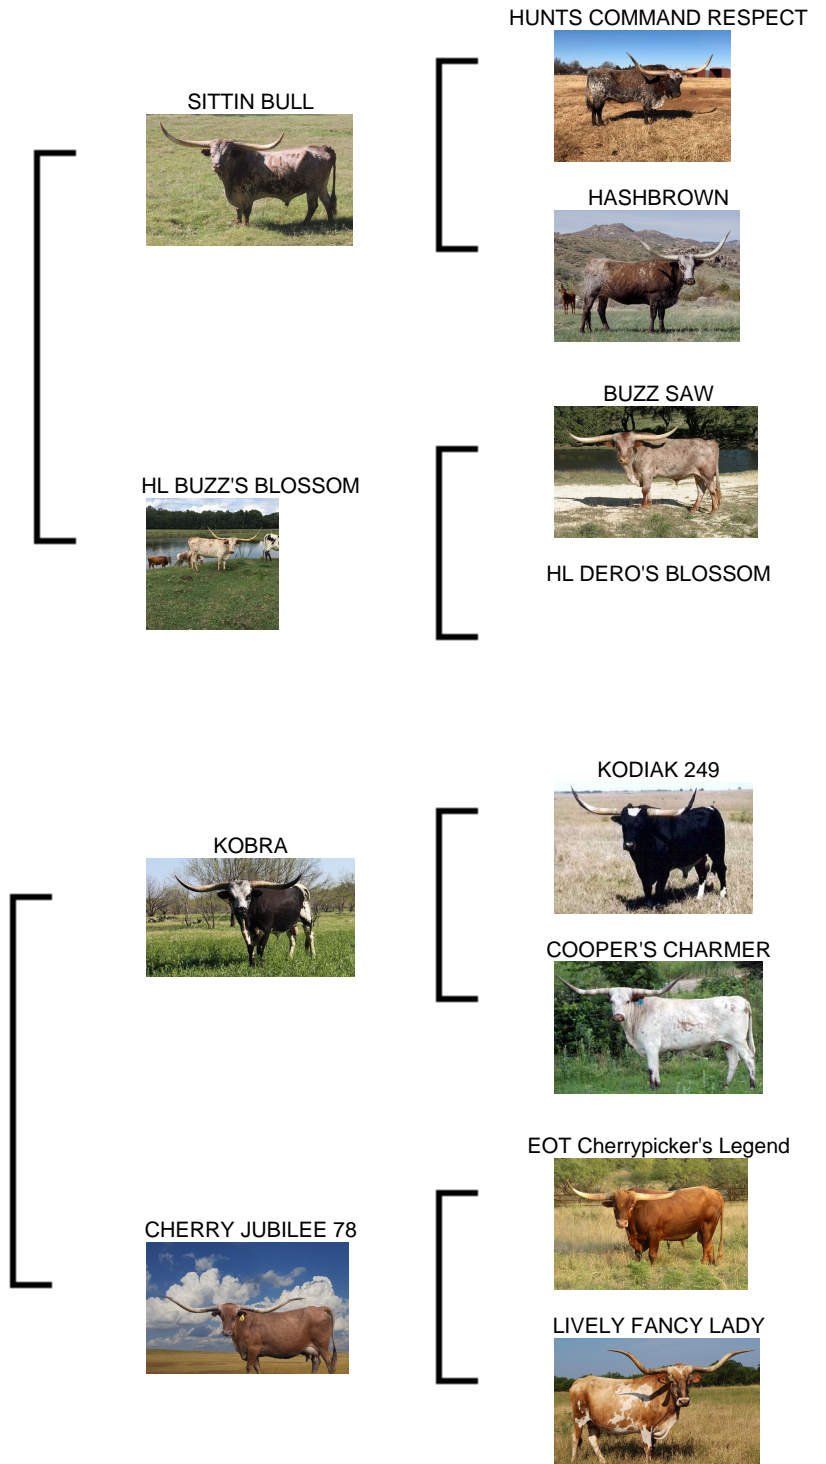 HUNTS COMMAND RESPECT
SITTIN BULL
HASHBROWN
BUZZ SAW
HL BUZZ'S BLOSSOM
HL DERO'S BLOSSOM
KODIAK 249
KOBRA
COOPER'S CHARMER
EOT Cherrypicker's Legend
CHERRY JUBILEE 78
LIVELY FANCY LADY